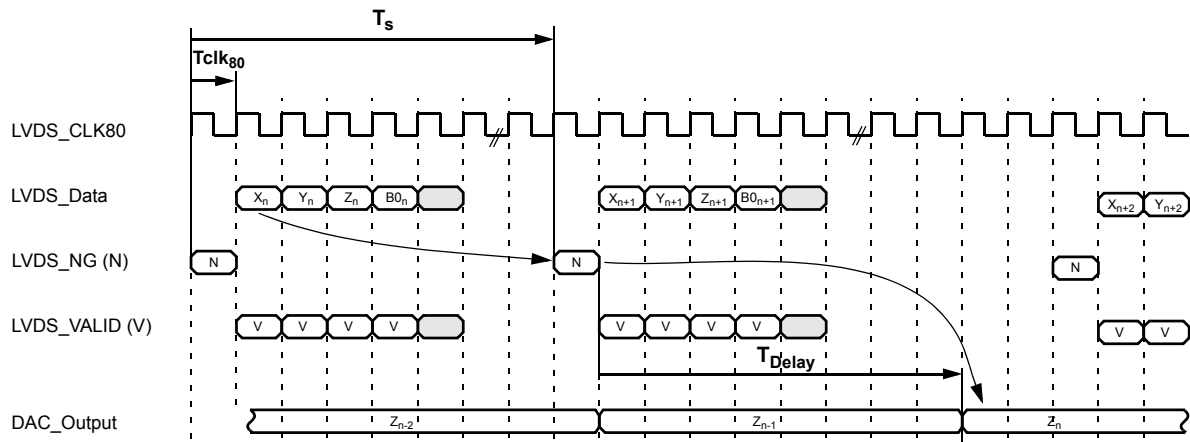 Ts
Tclk80
LVDS_CLK80
//
//
LVDS_Data
Xn Yn Zn B0n Xn+1 Yn+1 Zn+1 B0n+1 Xn+2 Yn+2
LVDS_NG (N)
N N N
LVDS_VALID (V)
V V V V V V V V V V
TDelay
DAC_Output
Zn-2 Zn-1 Zn